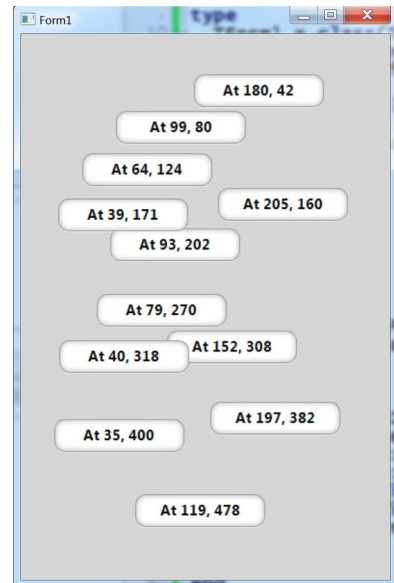 type
Form1
At 180, 42
At 99, 80
At 64, 124
At 39, 171
At 205, 160
At 93, 202
At 79, 270
At 152, 308
At 40, 318
At 197, 382
At 35, 400
At 119, 478